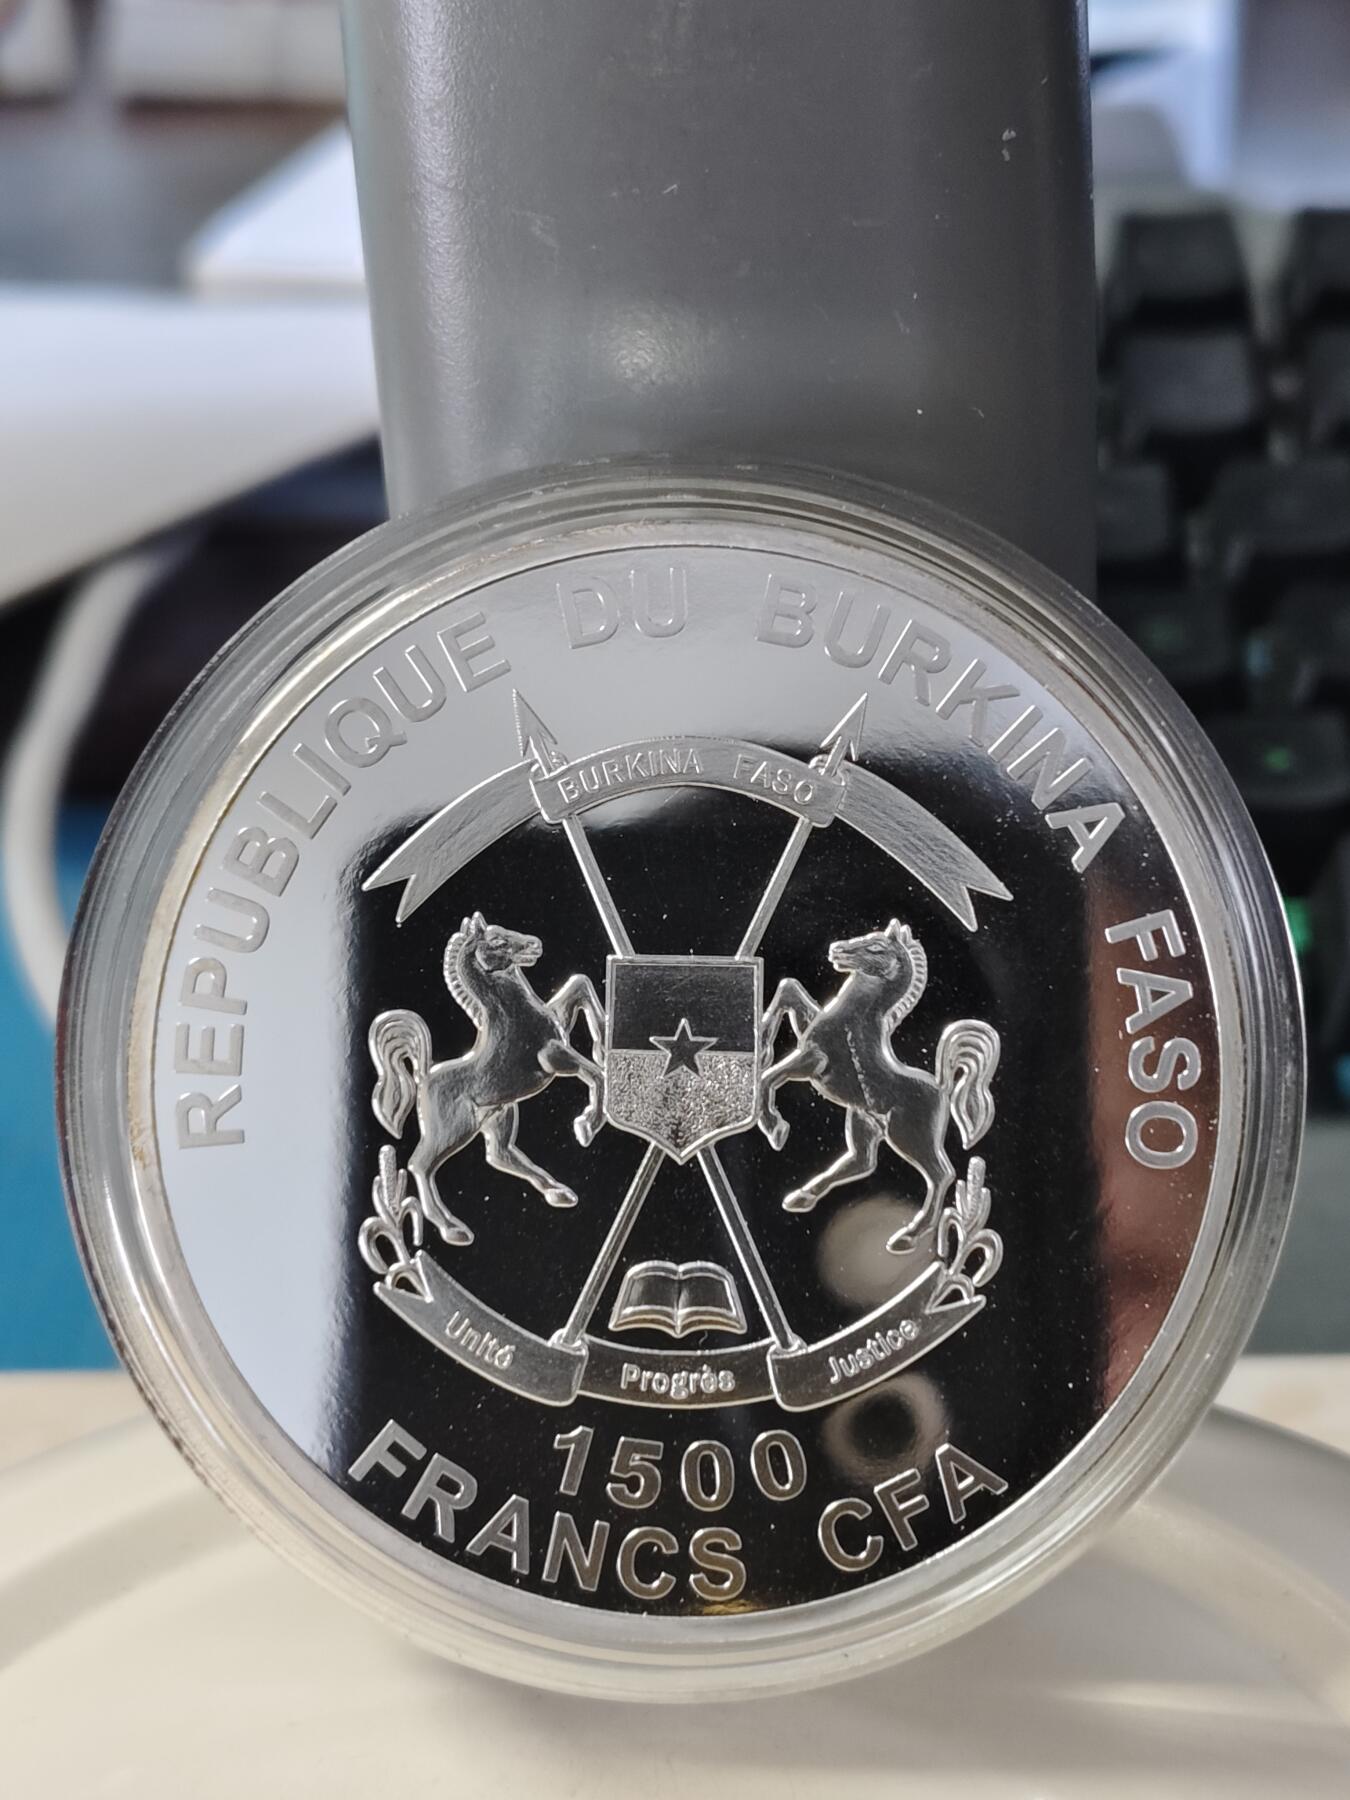 REPUBLIQUE DU BURKINA FASO
BURKINA FASO
Unité
Progrès
Justice
1500
FRANCS CFA